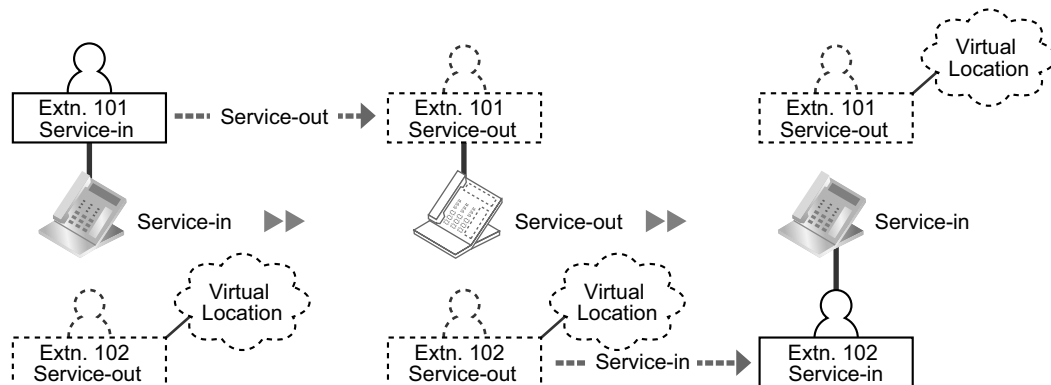 Virtual
Location
Extn. 101
Service-in
Service-out
Extn. 101
Service-out
Extn. 101
Service-out
Service-in
Service-out
Service-in
Virtual
Location
Virtual
Location
Extn. 102
Service-out
Extn. 102
Service-out
Service-in
Extn. 102
Service-in